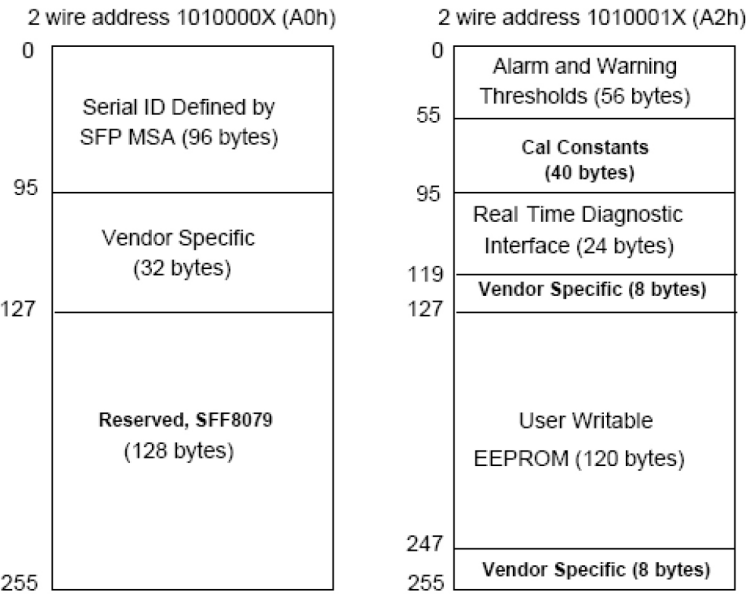 2 wire address 1010000X (A0h)
0
Serial ID Defined by
SFP MSA (96 bytes)
95
Vendor Specific
(32 bytes)
127
Reserved, SFF8079
(128 bytes)
255
2 wire address 1010001X (A2h)
0
Alarm and Warning
Thresholds (56 bytes)
55
Cal Constants
(40 bytes)
95
Real Time Diagnostic
Interface (24 bytes)
119
Vendor Specific (8 bytes)
127
User Writable
EEPROM (120 bytes)
247
Vendor Specific (8 bytes)
255